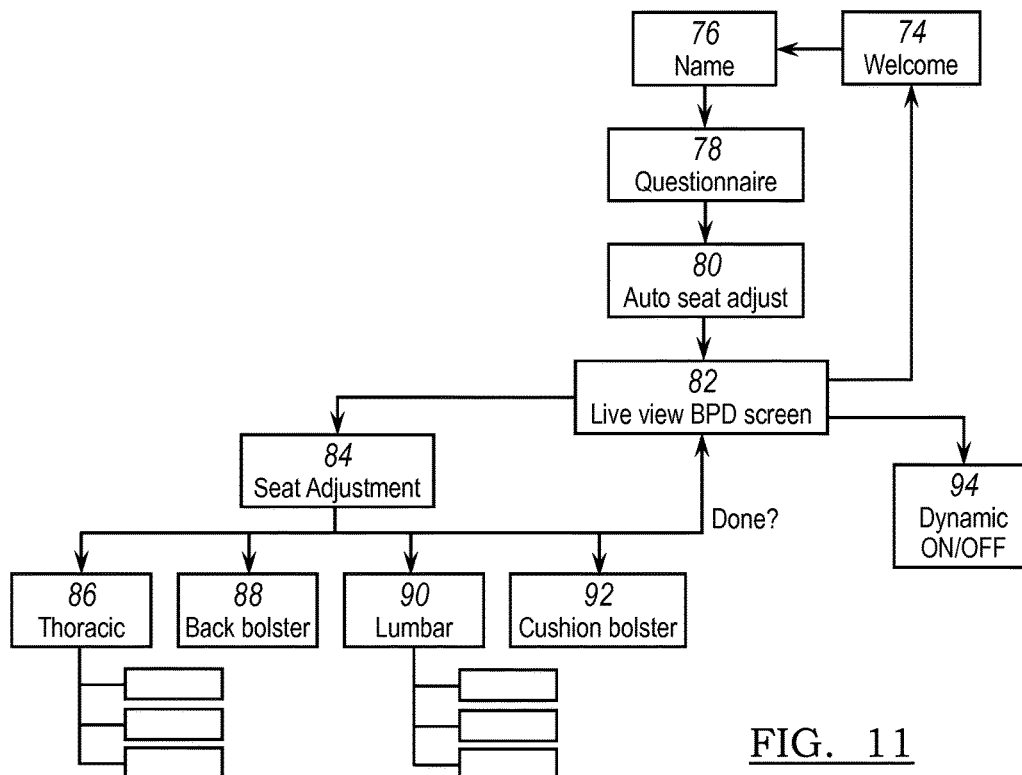 76
Name
74
Welcome
78
Questionnaire
80
Auto seat adjust
82
Live view BPD screen
84
Seat Adjustment
94
Dynamic
ON/OFF
Done?
86
Thoracic
88
Back bolster
90
Lumbar
92
Cushion bolster
FIG. 11